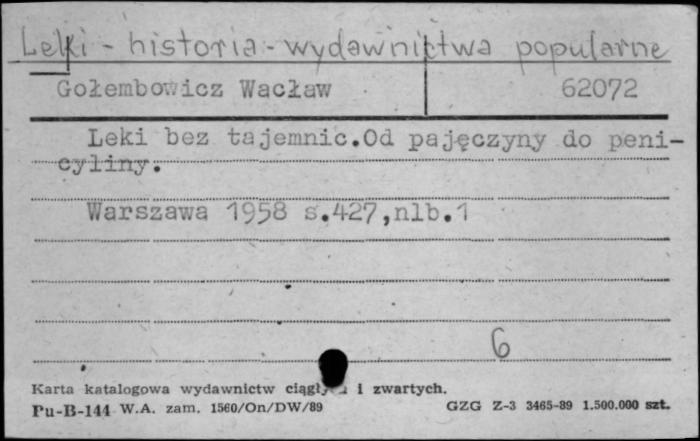 Leki - historia - wydawnictwa popularne
Gołembowicz Wacław 62072
Leki bez tajemnic.Od pajęczyny do peni-
cyliny.
Warszawa 1958 s.427,nlb.1
6
Karta katalogowa wydawnictw ciągłych i zwartych.
Pu-B-144 W.A. zam. 1560/On/DW/89 GZG Z-3 3465-89 1.500.000 szt.